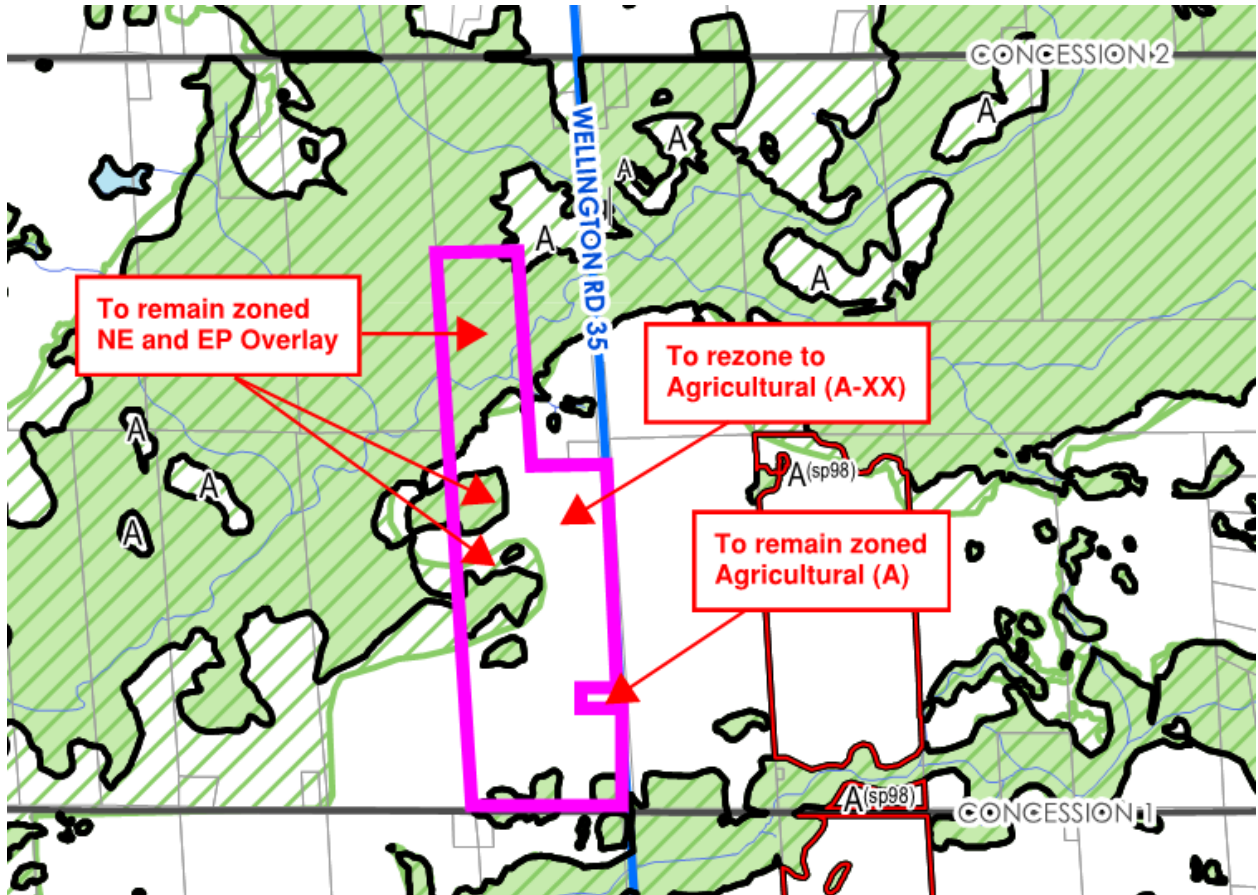 CONCESSION 2
A
A
A
A
A
WELLINGTON RD 35
To remain zoned
NE and EP Overlay
To rezone to
Agricultural (A-XX)
A
A
A
A(sp98)
To remain zoned
Agricultural (A)
A(sp98)
CONCESSION 1